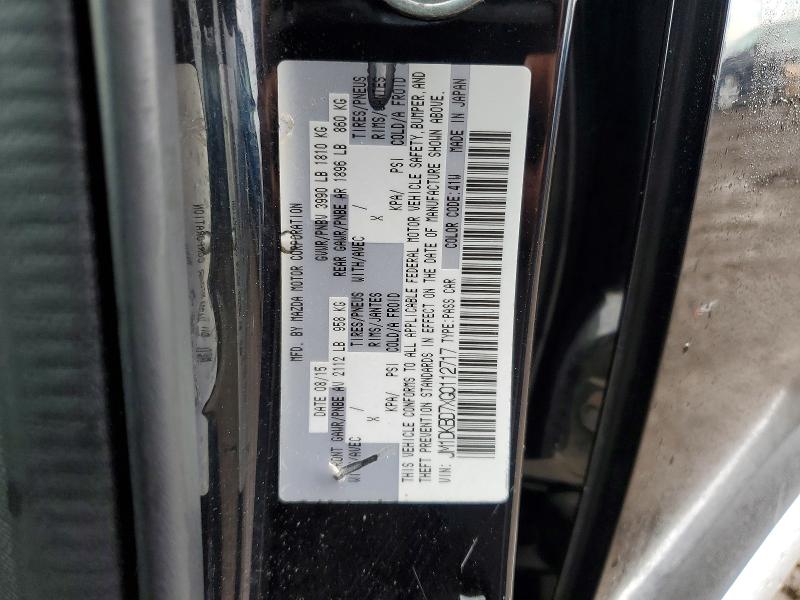 MFD. BY MAZDA MOTOR CORPORATION
DATE 08/15 GVWR/PNBV 3990 LB 1810 KG
GAWR/PNBE AV 2112 LB 958 KG REAR GAWR/PNBE AR 1896 LB 860 KG
WITH/AVEC TIRES/PNEUS WITH/AVEC TIRES/PNEUS
/ RIMS/JANTES / RIMS/JANTES
X COLD/A FROID X COLD/A FROID
KPA/ PSI KPA/ PSI
THIS VEHICLE CONFORMS TO ALL APPLICABLE FEDERAL MOTOR VEHICLE SAFETY, BUMPER, AND
THEFT PREVENTION STANDARDS IN EFFECT ON THE DATE OF MANUFACTURE SHOWN ABOVE.
VIN: JM1DKBD7XG0112717 TYPE: PASS CAR COLOR CODE: 41W MADE IN JAPAN